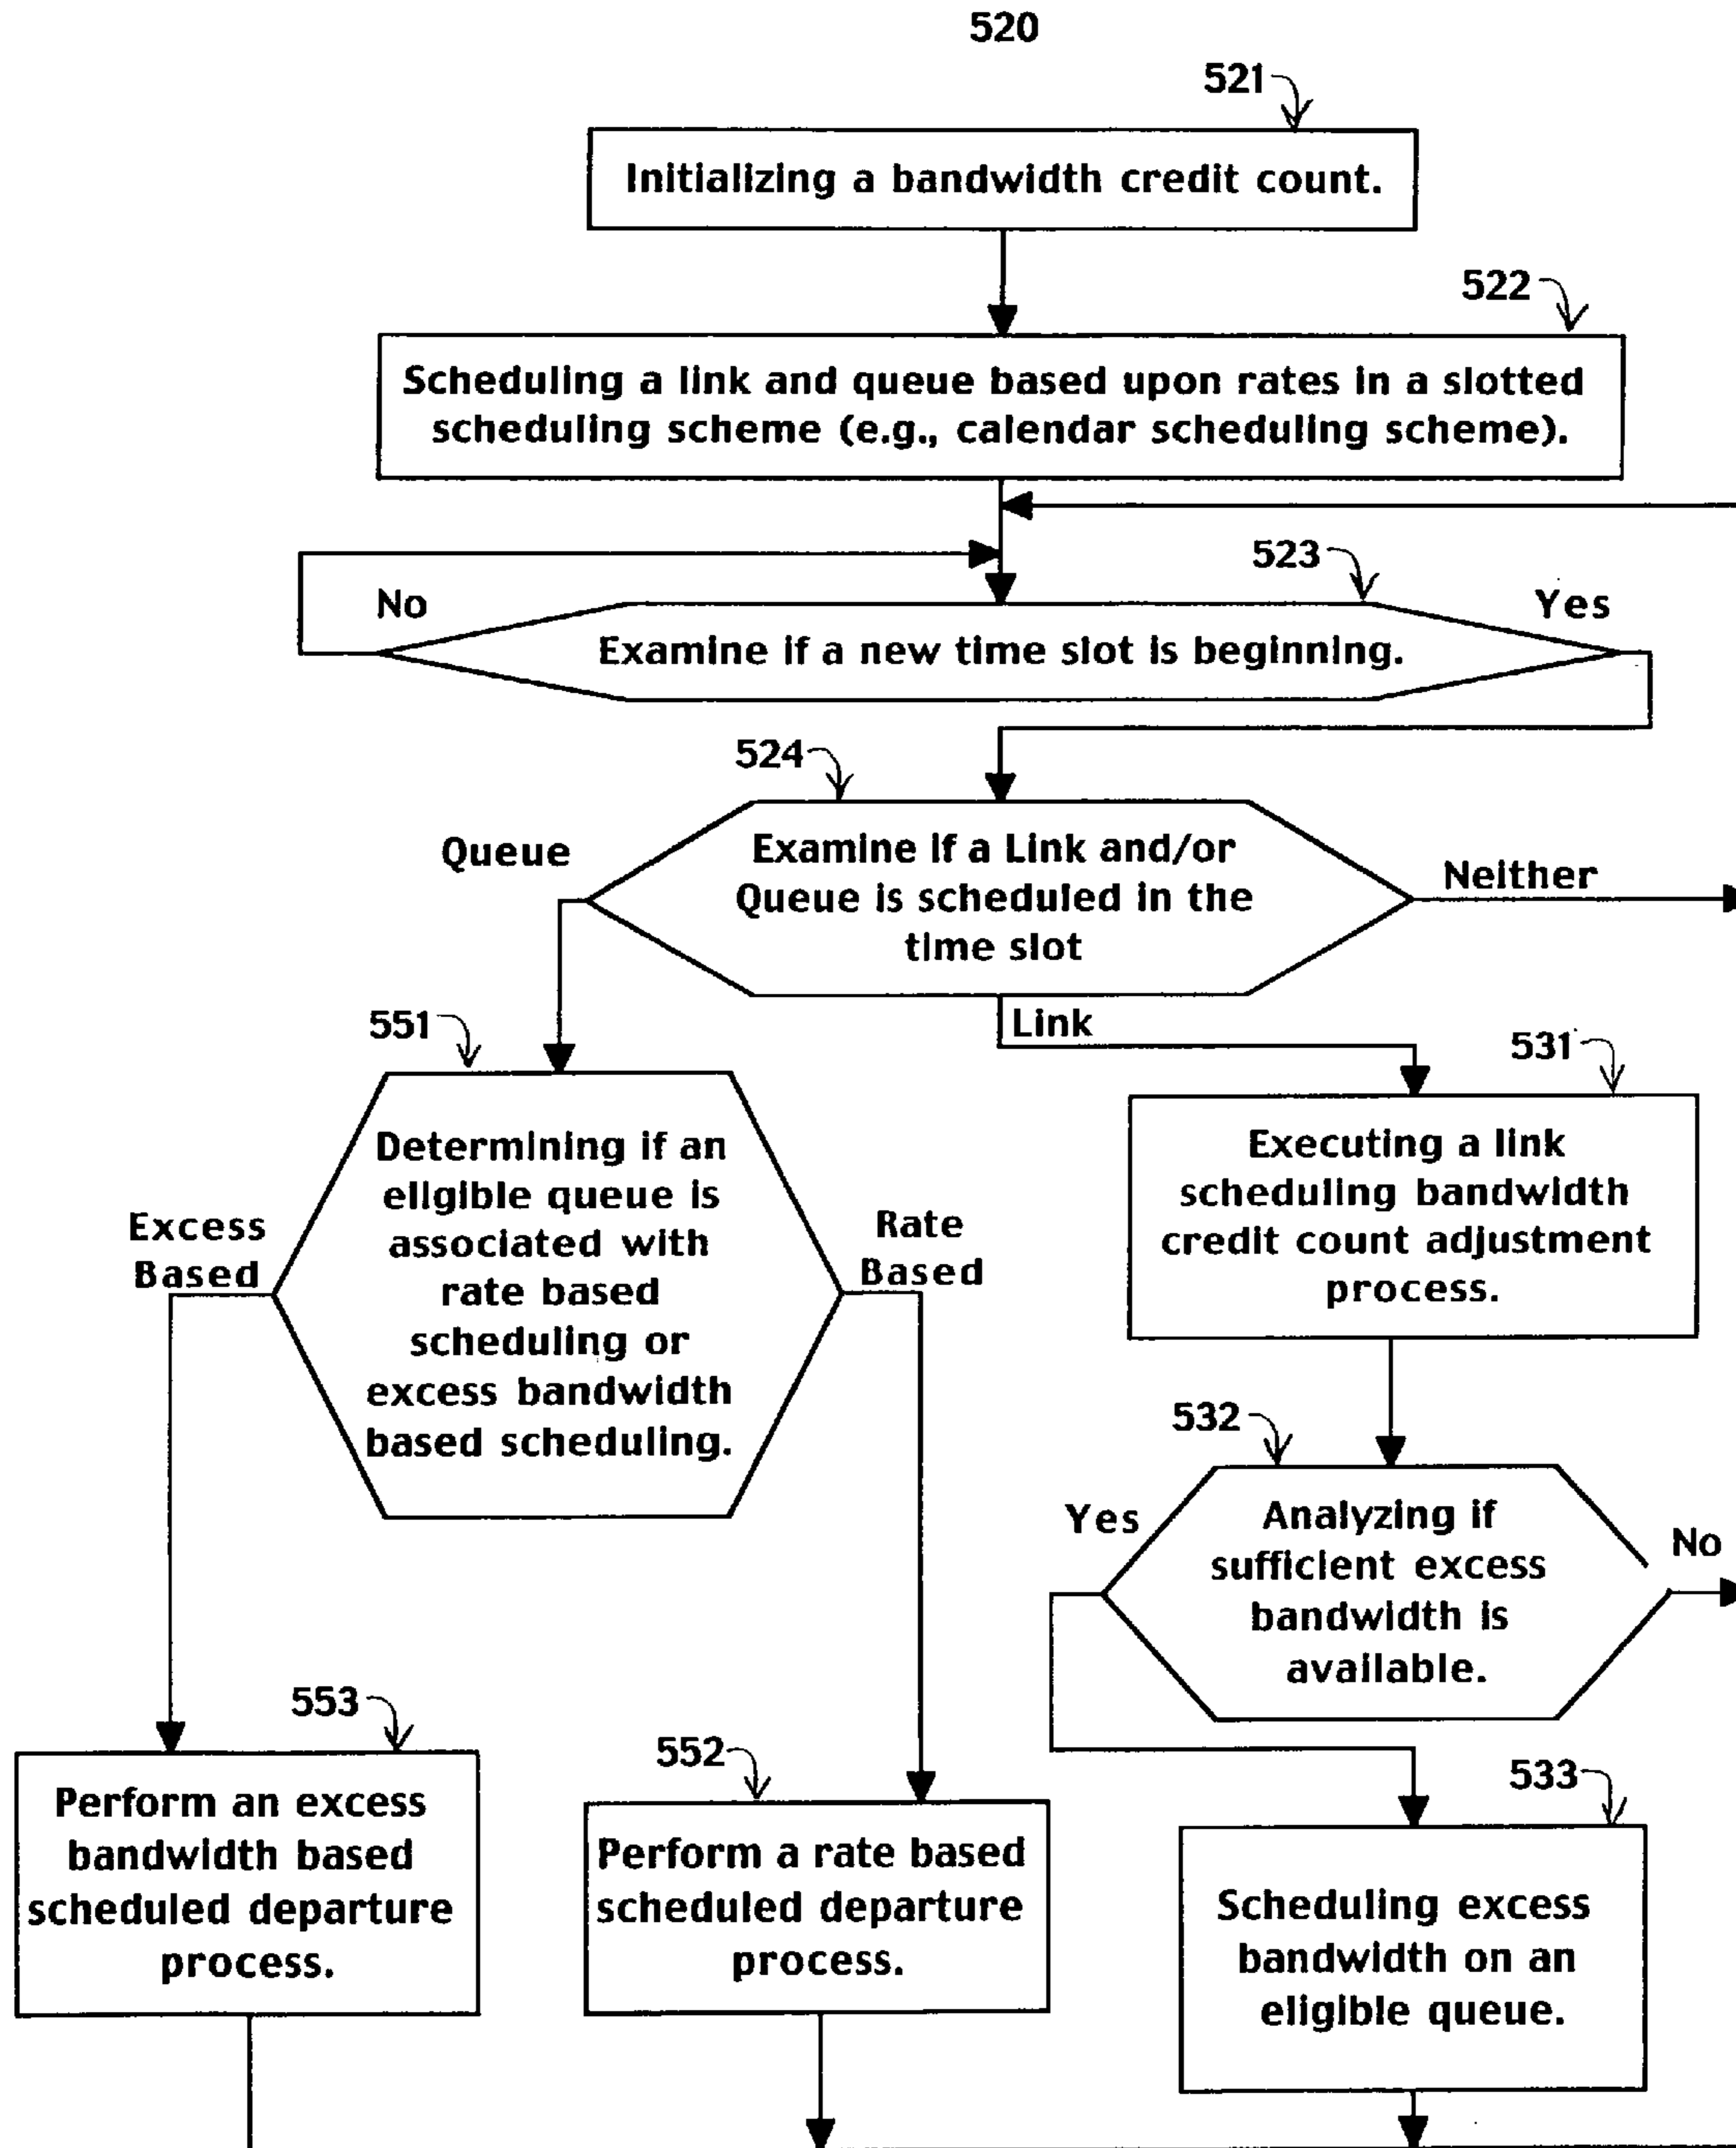 520
521
Initializing a bandwidth credit count.
522
Scheduling a link and queue based upon rates in a slotted
scheduling scheme (e.g., calendar scheduling scheme).
523
No
Yes
Examine if a new time slot is beginning.
524
Queue
Examine if a Link and/or
Queue is scheduled in the
time slot
Neither
Link
551
Determining if an
eligible queue is
associated with
rate based
scheduling or
excess bandwidth
based scheduling.
Excess
Based
Rate
Based
531
Executing a link
scheduling bandwidth
credit count adjustment
process.
532
Yes
Analyzing if
sufficient excess
bandwidth is
available.
No
553
Perform an excess
bandwidth based
scheduled departure
process.
552
Perform a rate based
scheduled departure
process.
533
Scheduling excess
bandwidth on an
eligible queue.